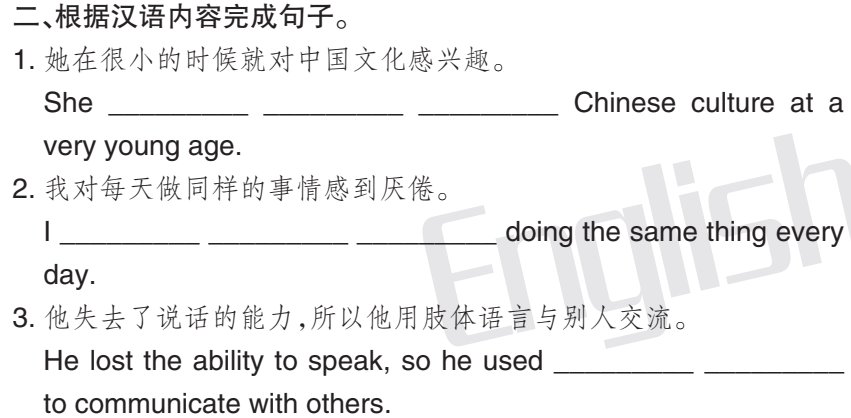 二、根据汉语内容完成句子。
1. 她在很小的时候就对中国文化感兴趣。
She _________ _________ _________ Chinese culture at a
very young age.
2. 我对每天做同样的事情感到厌倦。
I _________ _________ _________ doing the same thing every
day.
3. 他失去了说话的能力,所以他用肢体语言与别人交流。
He lost the ability to speak, so he used _________ _________
to communicate with others.
English